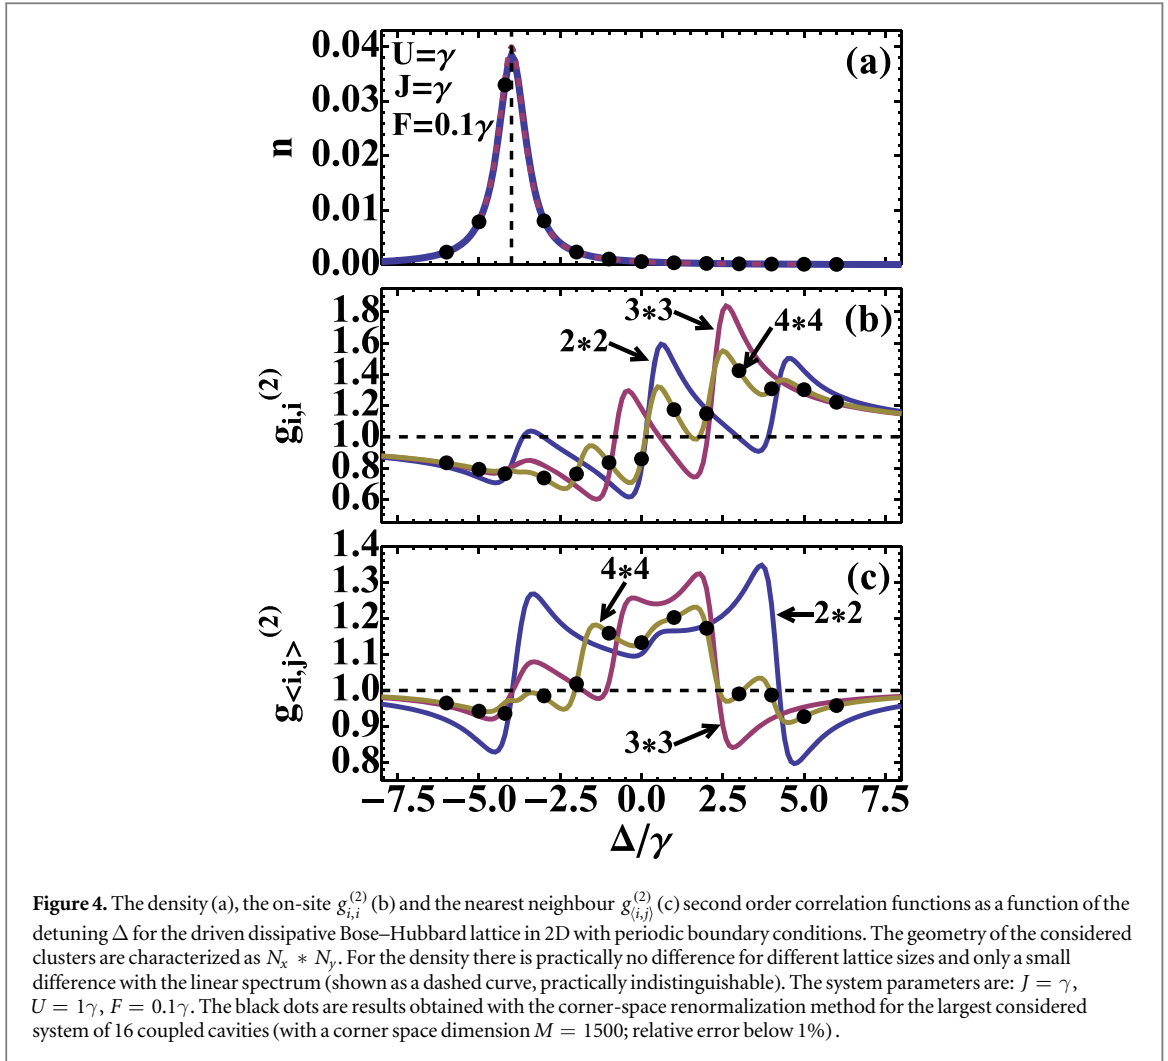 0.04
0.03
0.02
0.01
0.00
n
U=γ
J=γ
F=0.1γ
(a)
1.8
1.6
1.4
1.2
1.0
0.8
0.6
g_{i,i}^{(2)}
(b)
2*2
3*3
4*4
1.4
1.3
1.2
1.1
1.0
0.9
0.8
g_{<i,j>}^{(2)}
(c)
4*4
2*2
3*3
−7.5 −5.0 −2.5 0.0 2.5 5.0 7.5
Δ/γ
Figure 4. The density (a), the on-site g_{i,i}^{(2)} (b) and the nearest neighbour g_{⟨i,j⟩}^{(2)} (c) second order correlation functions as a function of the
detuning Δ for the driven dissipative Bose–Hubbard lattice in 2D with periodic boundary conditions. The geometry of the considered
clusters are characterized as N_x * N_y. For the density there is practically no difference for different lattice sizes and only a small
difference with the linear spectrum (shown as a dashed curve, practically indistinguishable). The system parameters are: J = γ,
U = 1γ, F = 0.1γ. The black dots are results obtained with the corner-space renormalization method for the largest considered
system of 16 coupled cavities (with a corner space dimension M = 1500; relative error below 1%).